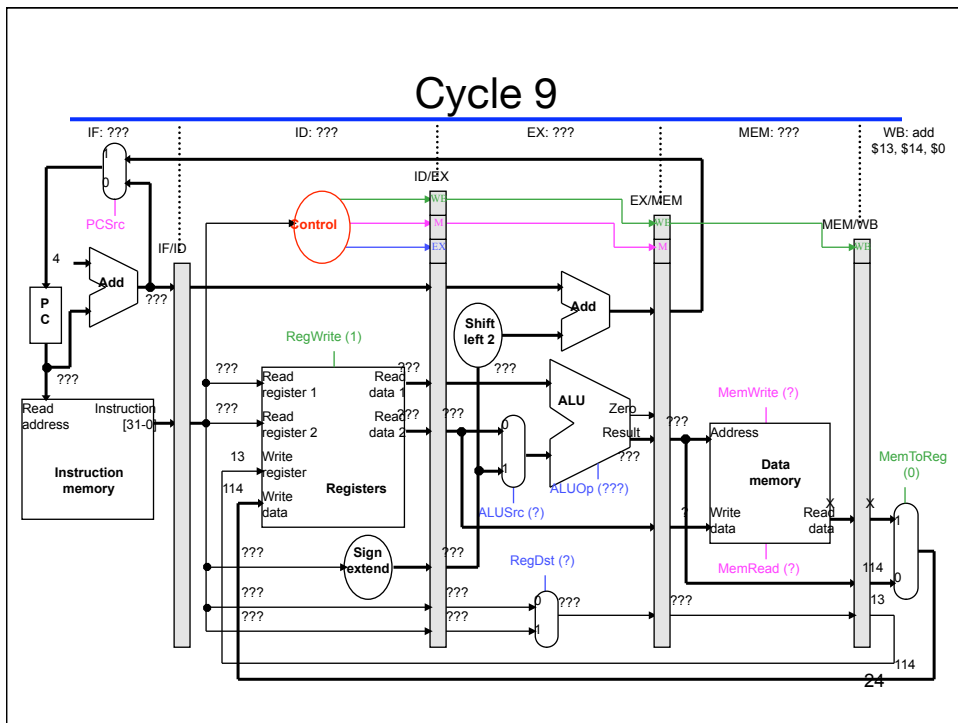 Cycle 9
IF: ???
ID: ???
EX: ???
MEM: ???
WB: add
$13, $14, $0
1
0
PCSrc
4
Add
???
P
C
???
Read
address
Instruction
[31-0]
Instruction
memory
IF/ID
Control
ID/EX
WB
M
EX
EX/MEM
WB
M
MEM/WB
WB
RegWrite (1)
???
Read
register 1
Read
data 1
???
???
Read
register 2
Read
data 2
???
13
Write
register
114
Write
data
Registers
???
Sign
extend
???
???
???
???
???
Shift
left 2
Add
???
0
1
ALUSrc (?)
ALU
Zero
Result
???
ALUOp (???)
RegDst (?)
0
1
???
???
MemWrite (?)
Address
Data
memory
?
Write
data
Read
data
X
X
MemRead (?)
???
MemToReg
(0)
1
0
114
13
114
24